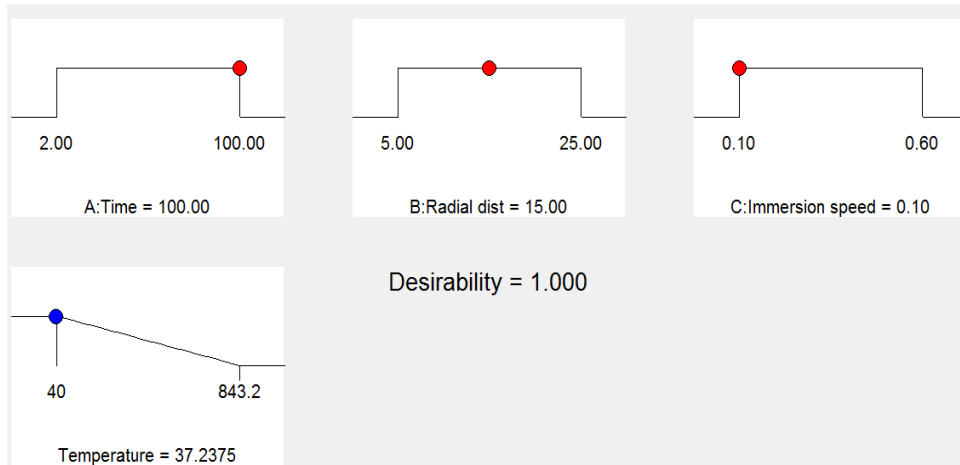 2.00 100.00
A:Time = 100.00
5.00 25.00
B:Radial dist = 15.00
0.10 0.60
C:Immersion speed = 0.10
40 843.2
Temperature = 37.2375
Desirability = 1.000